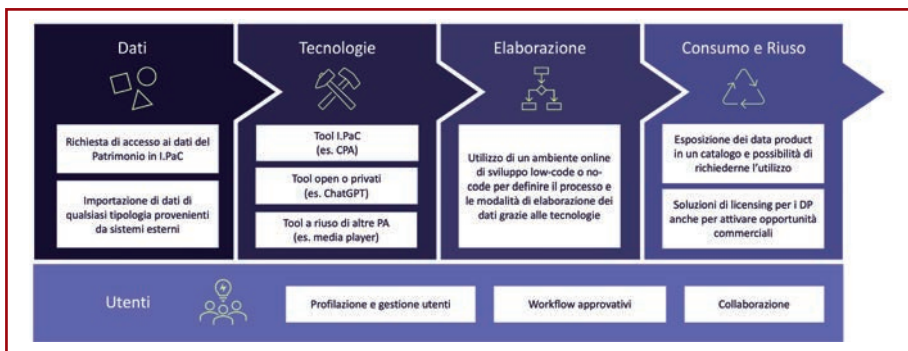 Dati
Richiesta di accesso ai dati del
Patrimonio in I.PaC
Importazione di dati di
qualsiasi tipologia provenienti
da sistemi esterni
Tecnologie
Tool I.PaC
(es. CPA)
Tool open o privati
(es. ChatGPT)
Tool a riuso di altre PA
(es. media player)
Elaborazione
Utilizzo di un ambiente online
di sviluppo low-code o no-
code per definire il processo e
le modalità di elaborazione dei
dati grazie alle tecnologie
Consumo e Riuso
Esposizione dei data product
in un catalogo e possibilità di
richiederne l'utilizzo
Soluzioni di licensing per i DP
anche per attivare opportunità
commerciali
Utenti
Profilazione e gestione utenti
Workflow approvativi
Collaborazione